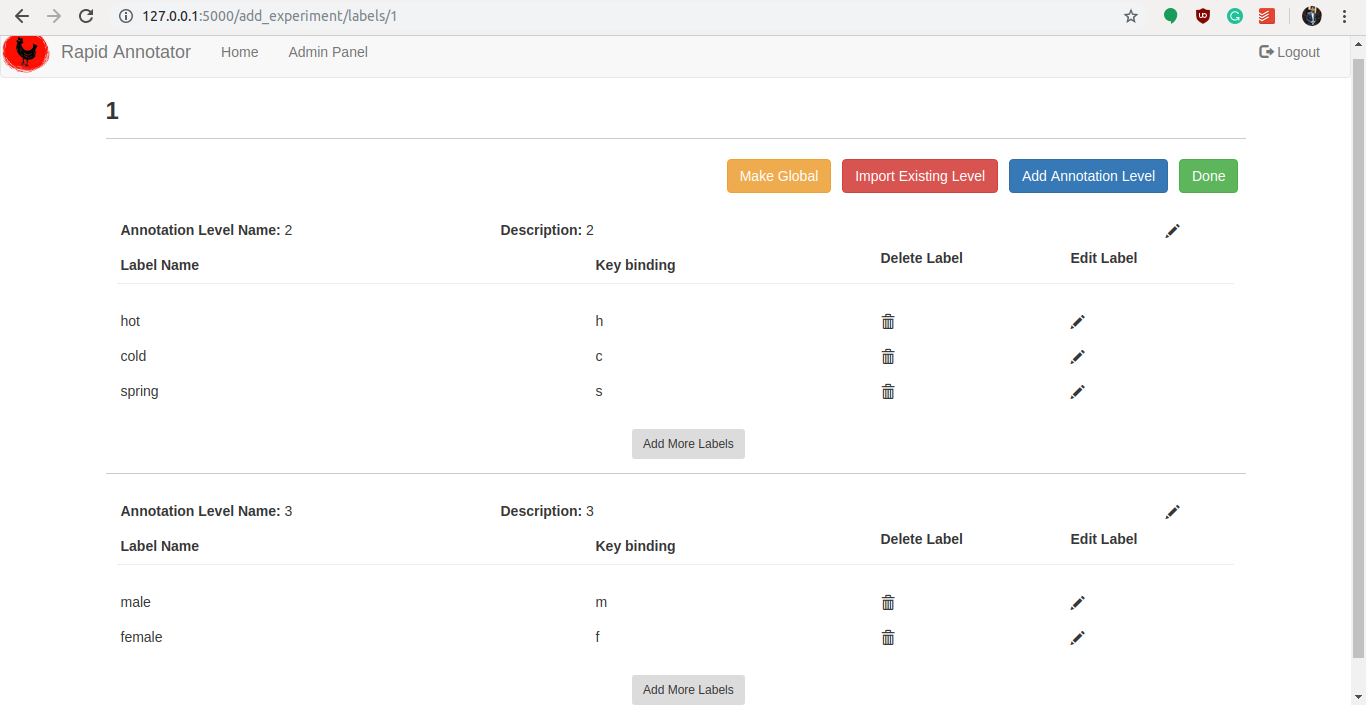 127.0.0.1:5000/add_experiment/labels/1
Rapid Annotator Home Admin Panel Logout
1
Make Global Import Existing Level Add Annotation Level Done
Annotation Level Name: 2 Description: 2
Label Name Key binding Delete Label Edit Label
hot h
cold c
spring s
Add More Labels
Annotation Level Name: 3 Description: 3
Label Name Key binding Delete Label Edit Label
male m
female f
Add More Labels